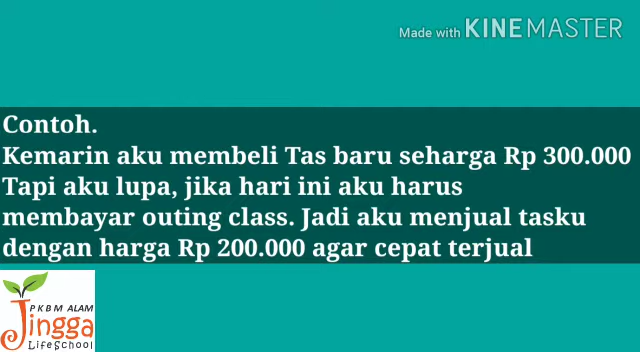 Made with KINEMASTER
Contoh.
Kemarin aku membeli Tas baru seharga Rp 300.000
Tapi aku lupa, jika hari ini aku harus
membayar outing class. Jadi aku menjual tasku
dengan harga Rp 200.000 agar cepat terjual
PKBM ALAM
Jingga
LifeSchool